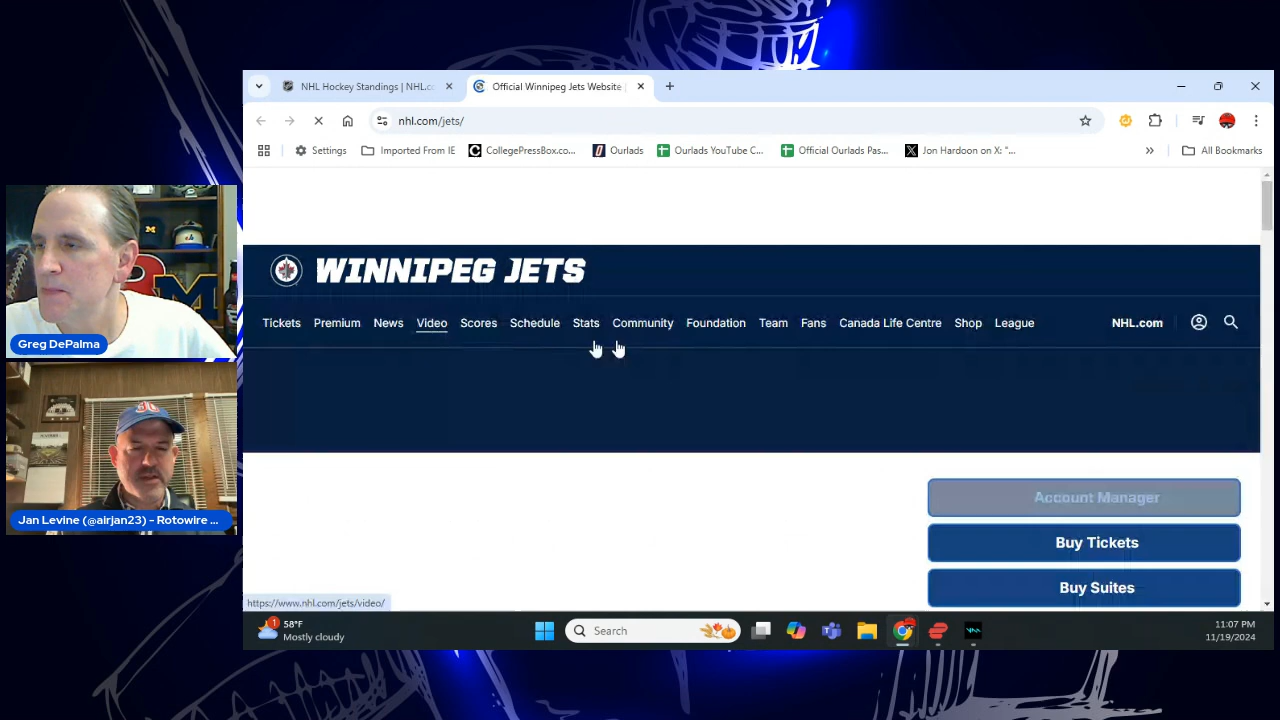 NHL Hockey Standings | NHL.c
Official Winnipeg Jets Website |
nhl.com/jets/
Settings
Imported From IE
CollegePressBox.co...
Ourlads
Ourlads YouTube C...
Official Ourlads Pas...
Jon Hardoon on X: “...
»
All Bookmarks
WINNIPEG JETS
Tickets Premium News Video Scores Schedule Stats Community Foundation Team Fans Canada Life Centre Shop League NHL.com
Account Manager
Buy Tickets
Buy Suites
https://www.nhl.com/jets/video/
Greg DePalma
Jan Levine (@alrjan23) - Rotowire ...
1
58°F
Mostly cloudy
Search
11:07 PM
11/19/2024